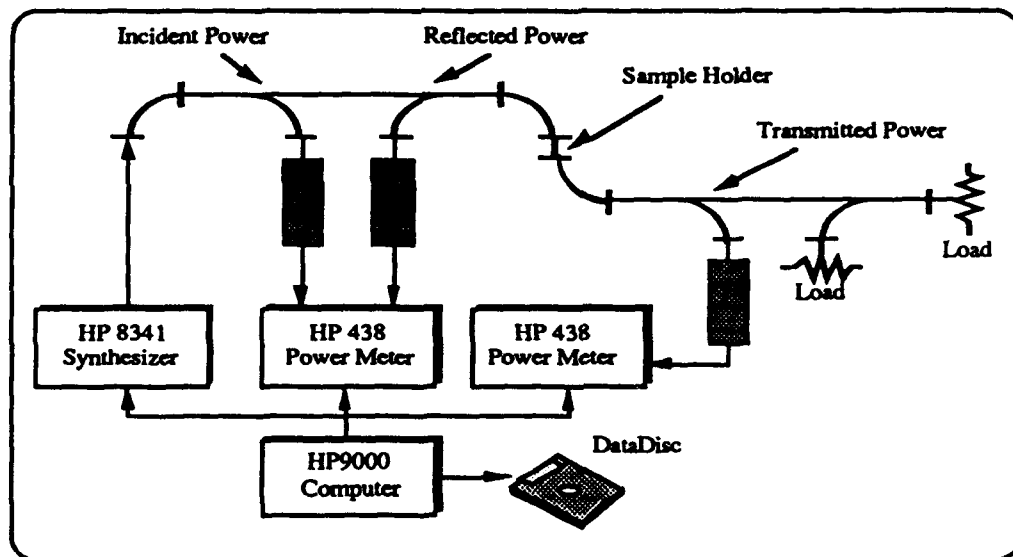 Incident Power
Reflected Power
Sample Holder
Transmitted Power
Load
Load
HP 8341
Synthesizer
HP 438
Power Meter
HP 438
Power Meter
HP9000
Computer
DataDisc